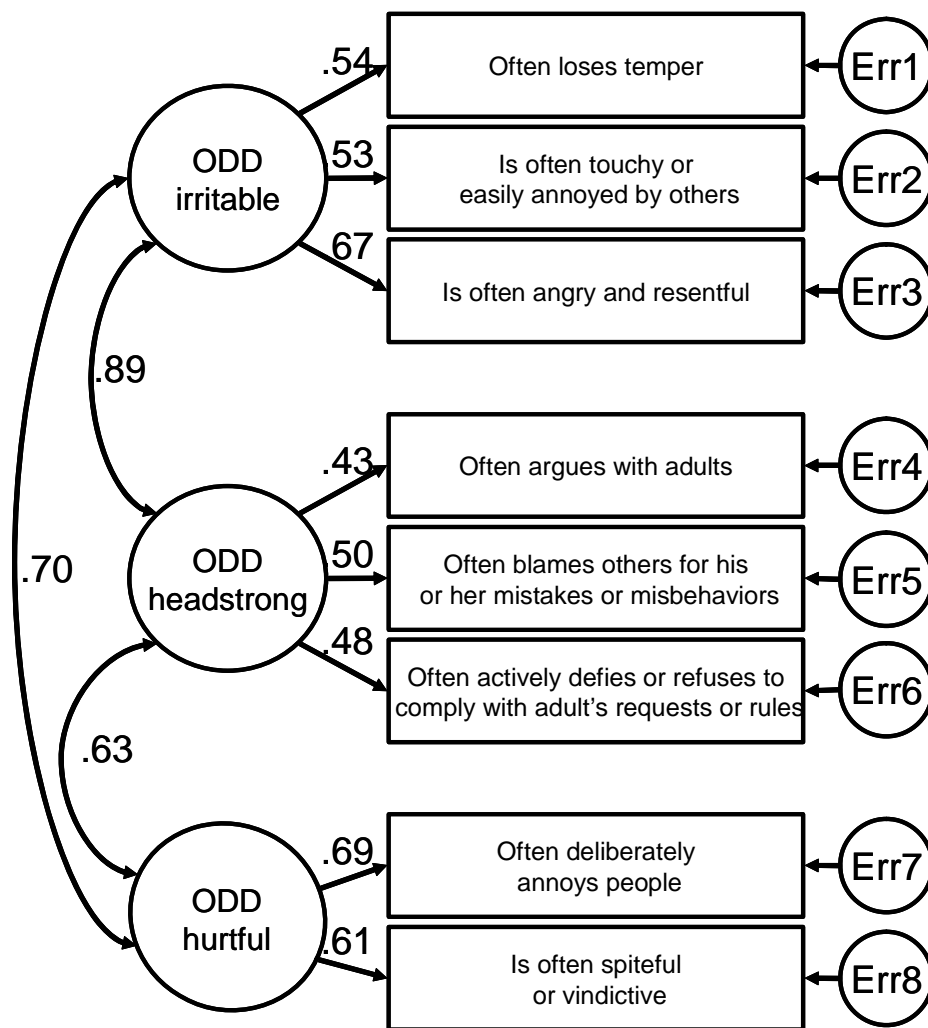 .54
Often loses temper
Err1
ODD
irritable
.53
Is often touchy or
easily annoyed by others
Err2
.67
Is often angry and resentful
Err3
.89
.43
Often argues with adults
Err4
.70
ODD
headstrong
.50
Often blames others for his
or her mistakes or misbehaviors
Err5
.48
Often actively defies or refuses to
comply with adult’s requests or rules
Err6
.63
.69
Often deliberately
annoys people
Err7
ODD
hurtful
.61
Is often spiteful
or vindictive
Err8